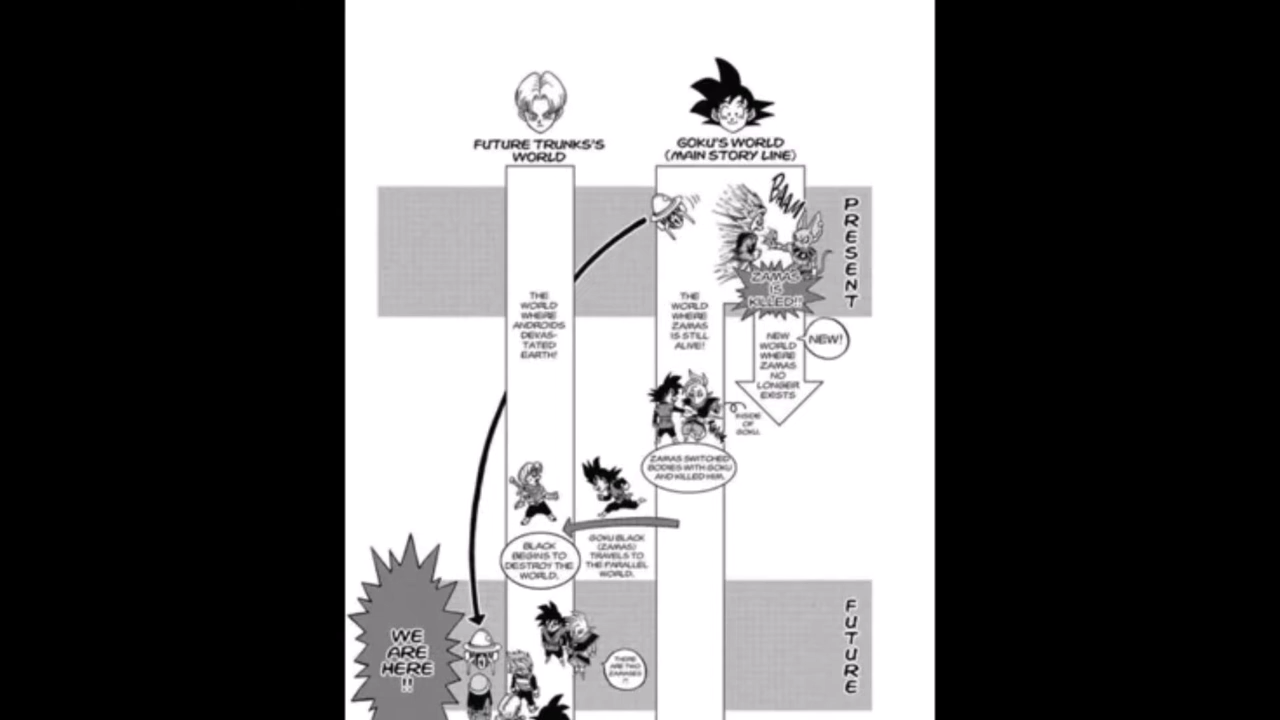 FUTURE TRUNKS'S
WORLD
GOKU'S WORLD
(MAIN STORY LINE)
BAAM
PRESENT
ZAMAS
IS
KILLED!!
THE
WORLD
WHERE
ANDROIDS
DEVAS-
TATED
EARTH!
THE
WORLD
WHERE
ZAMAS
IS STILL
ALIVE!
NEW
WORLD
WHERE
ZAMAS
NO
LONGER
EXISTS
NEW!
INSIDE
OF
GOKU.
ZAMAS SWITCHED
BODIES WITH GOKU
AND KILLED HIM.
BLACK
BEGINS TO
DESTROY THE
WORLD.
GOKU BLACK
(ZAMAS)
TRAVELS TO
THE PARALLEL
WORLD.
WE
ARE
HERE
!!
THERE
ARE TWO
ZAMASES
!!
FUTURE